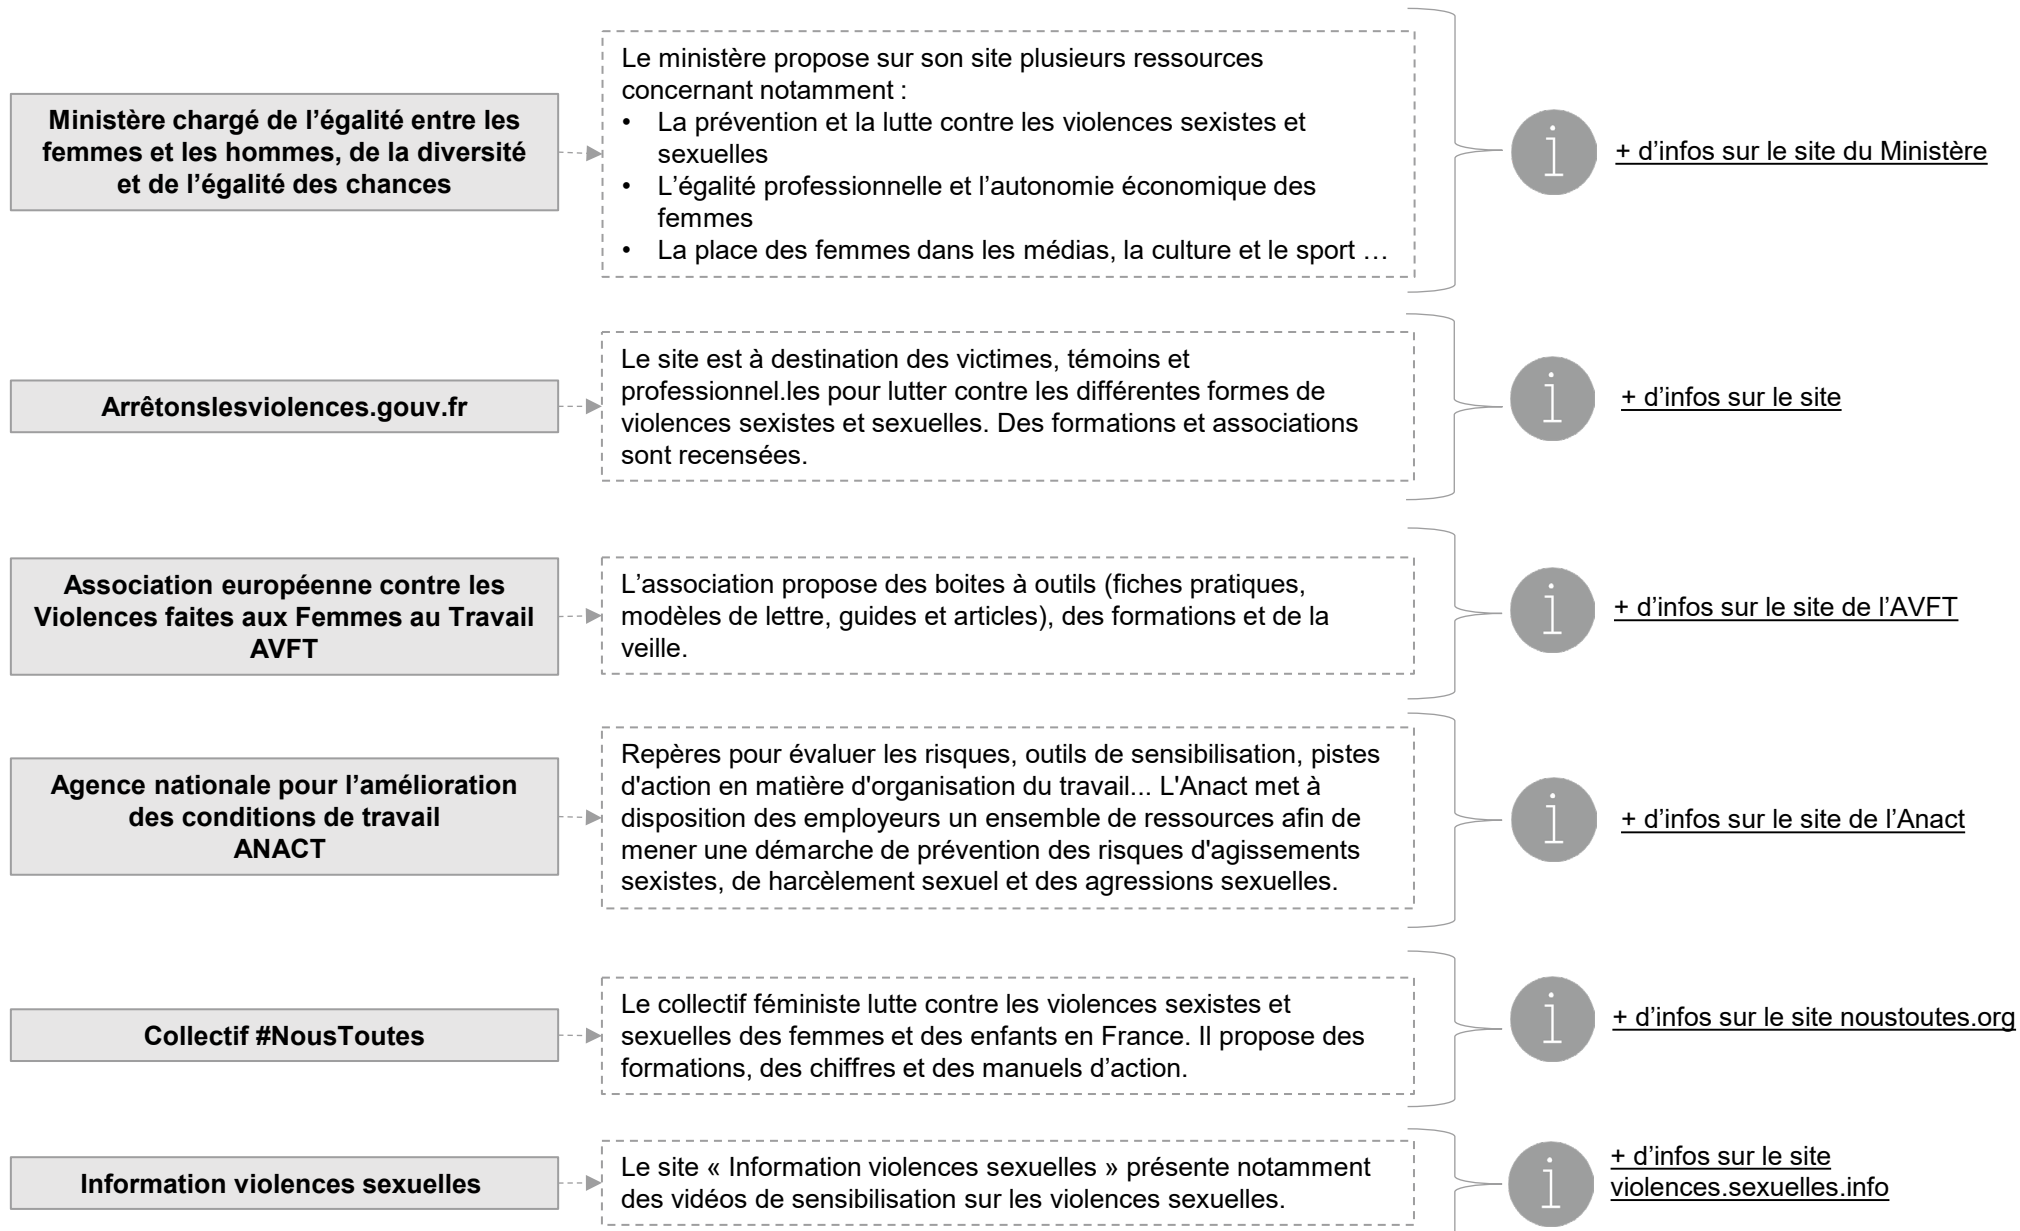 Ministère chargé de l’égalité entre les
femmes et les hommes, de la diversité
et de l’égalité des chances
Le ministère propose sur son site plusieurs ressources
concernant notamment :
• La prévention et la lutte contre les violences sexistes et
sexuelles
• L’égalité professionnelle et l’autonomie économique des
femmes
• La place des femmes dans les médias, la culture et le sport …
+ d’infos sur le site du Ministère
Arrêtonslesviolences.gouv.fr
Le site est à destination des victimes, témoins et
professionnel.les pour lutter contre les différentes formes de
violences sexistes et sexuelles. Des formations et associations
sont recensées.
+ d’infos sur le site
Association européenne contre les
Violences faites aux Femmes au Travail
AVFT
L’association propose des boites à outils (fiches pratiques,
modèles de lettre, guides et articles), des formations et de la
veille.
+ d’infos sur le site de l’AVFT
Agence nationale pour l’amélioration
des conditions de travail
ANACT
Repères pour évaluer les risques, outils de sensibilisation, pistes
d'action en matière d'organisation du travail... L'Anact met à
disposition des employeurs un ensemble de ressources afin de
mener une démarche de prévention des risques d'agissements
sexistes, de harcèlement sexuel et des agressions sexuelles.
+ d’infos sur le site de l’Anact
Collectif #NousToutes
Le collectif féministe lutte contre les violences sexistes et
sexuelles des femmes et des enfants en France. Il propose des
formations, des chiffres et des manuels d’action.
+ d’infos sur le site noustoutes.org
Information violences sexuelles
Le site « Information violences sexuelles » présente notamment
des vidéos de sensibilisation sur les violences sexuelles.
+ d’infos sur le site
violences.sexuelles.info